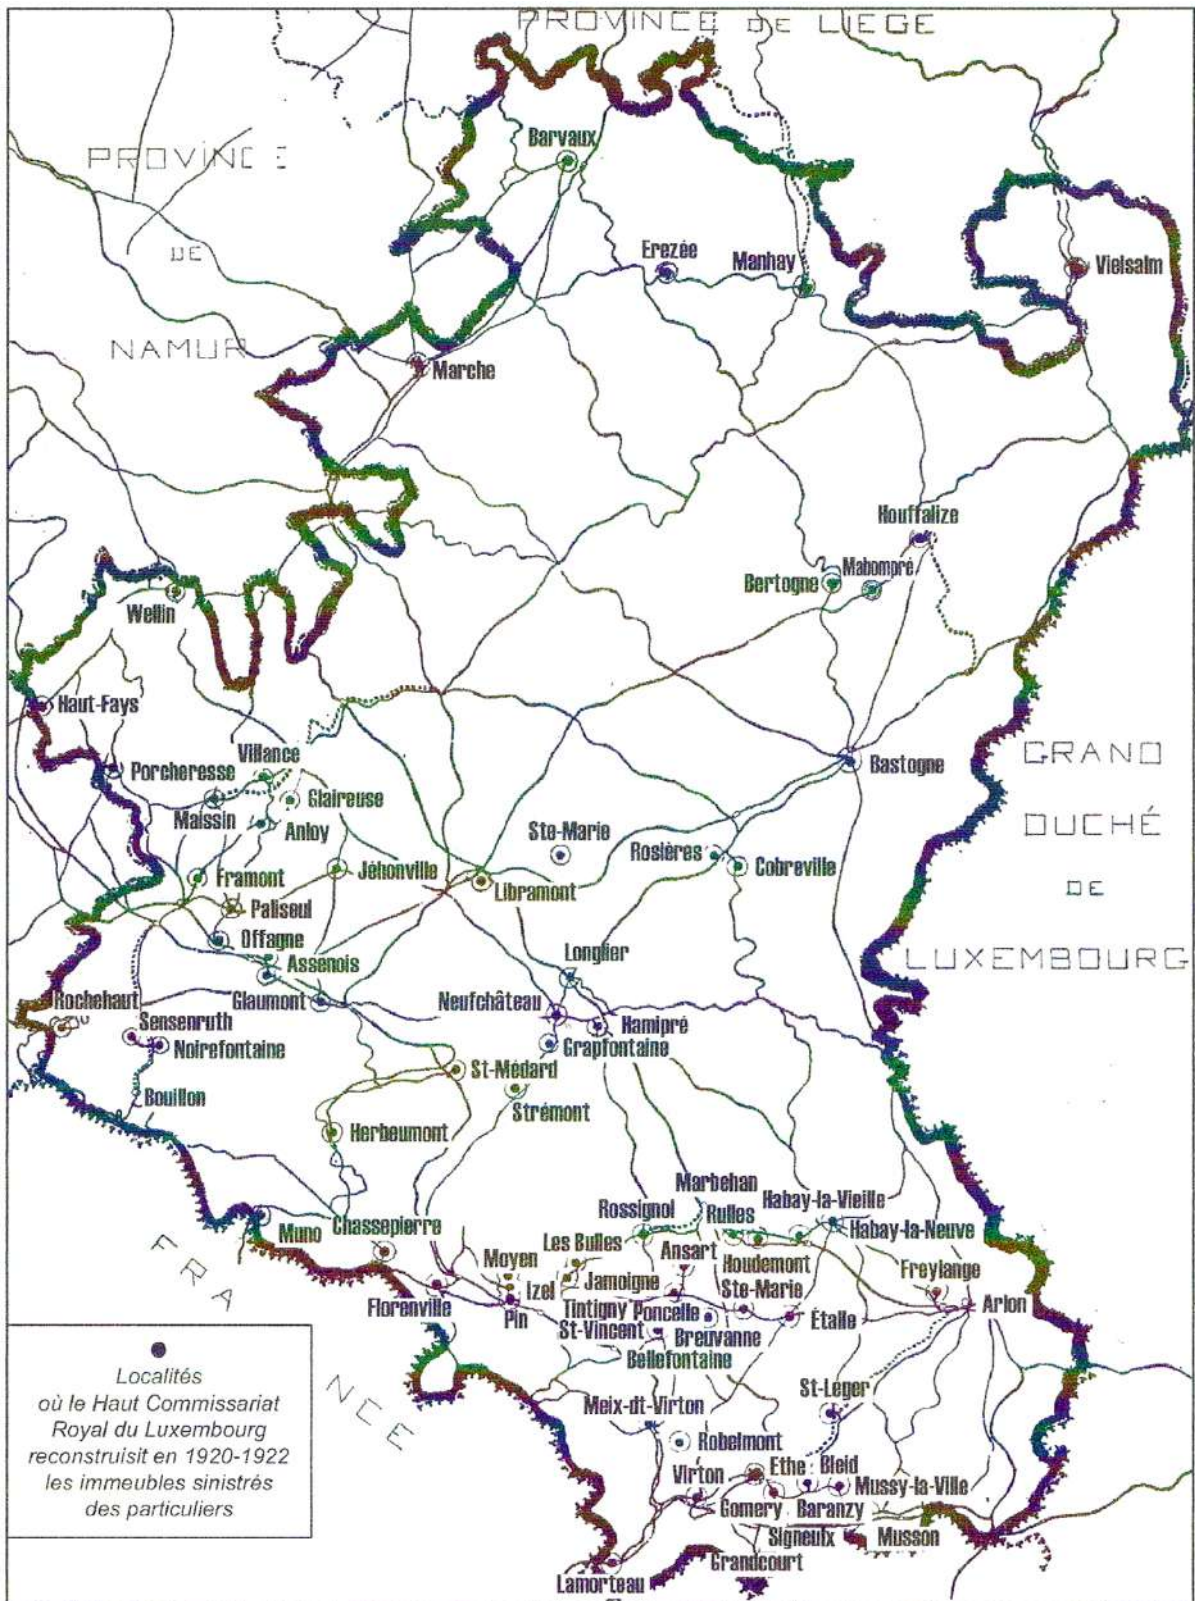 PROVINCE DE LIEGE
PROVINC E
DE
NAMUR
Barvaux
Erezée
Manhay
Vielsalm
Marche
Houffalize
Mabompré
Bertogne
Wellin
Haut-Fays
GRAND
DUCHÉ
DE
LUXEMBOURG
Villance
Porcheresse
Bastogne
Glaireuse
Maissin
Anloy
Ste-Marie
Rosières
Cobreville
Framont
Jéhonville
Libramont
Paliseul
Offagne
Assenois
Longlier
Rochehaut
Glaumont
Neufchâteau
Sensenruth
Hamipré
Noirefontaine
Grapfontaine
St-Médard
Bouillon
Strémont
Herbeumont
Marbehan
Habay-la-Vieille
Rossignol
Rulles
Muno
Chassepierre
Habay-la-Neuve
Les Bulles
Ansart
Houdemont
Moyen
Jamoigne
Freylange
Izel
Ste-Marie
Florenville
Pin
Tintigny
Poncelle
Étalle
Arlon
St-Vincent
Breuvanne
Bellefontaine
FRA
NCE
St-Leger
Meix-dt-Virton
Robelmont
Virton
Ethe
Bleid
Mussy-la-Ville
Gomery
Baranzy
Signeulx
Musson
Grandcourt
Lamorteau
Localités
où le Haut Commissariat
Royal du Luxembourg
reconstruisit en 1920-1922
les immeubles sinistrés
des particuliers